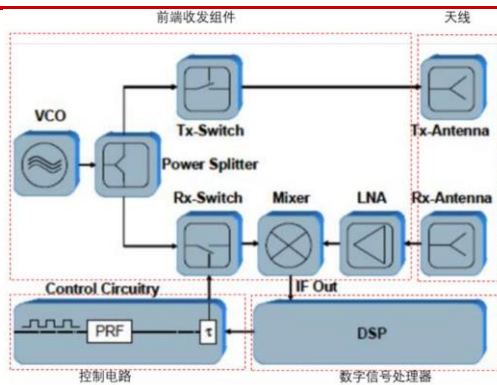 前端收发组件
天线
VCO
Tx-Switch
Tx-Antenna
Power Splitter
Rx-Switch
Mixer
LNA
Rx-Antenna
IF Out
Control Circuitry
PRF
τ
DSP
控制电路
数字信号处理器